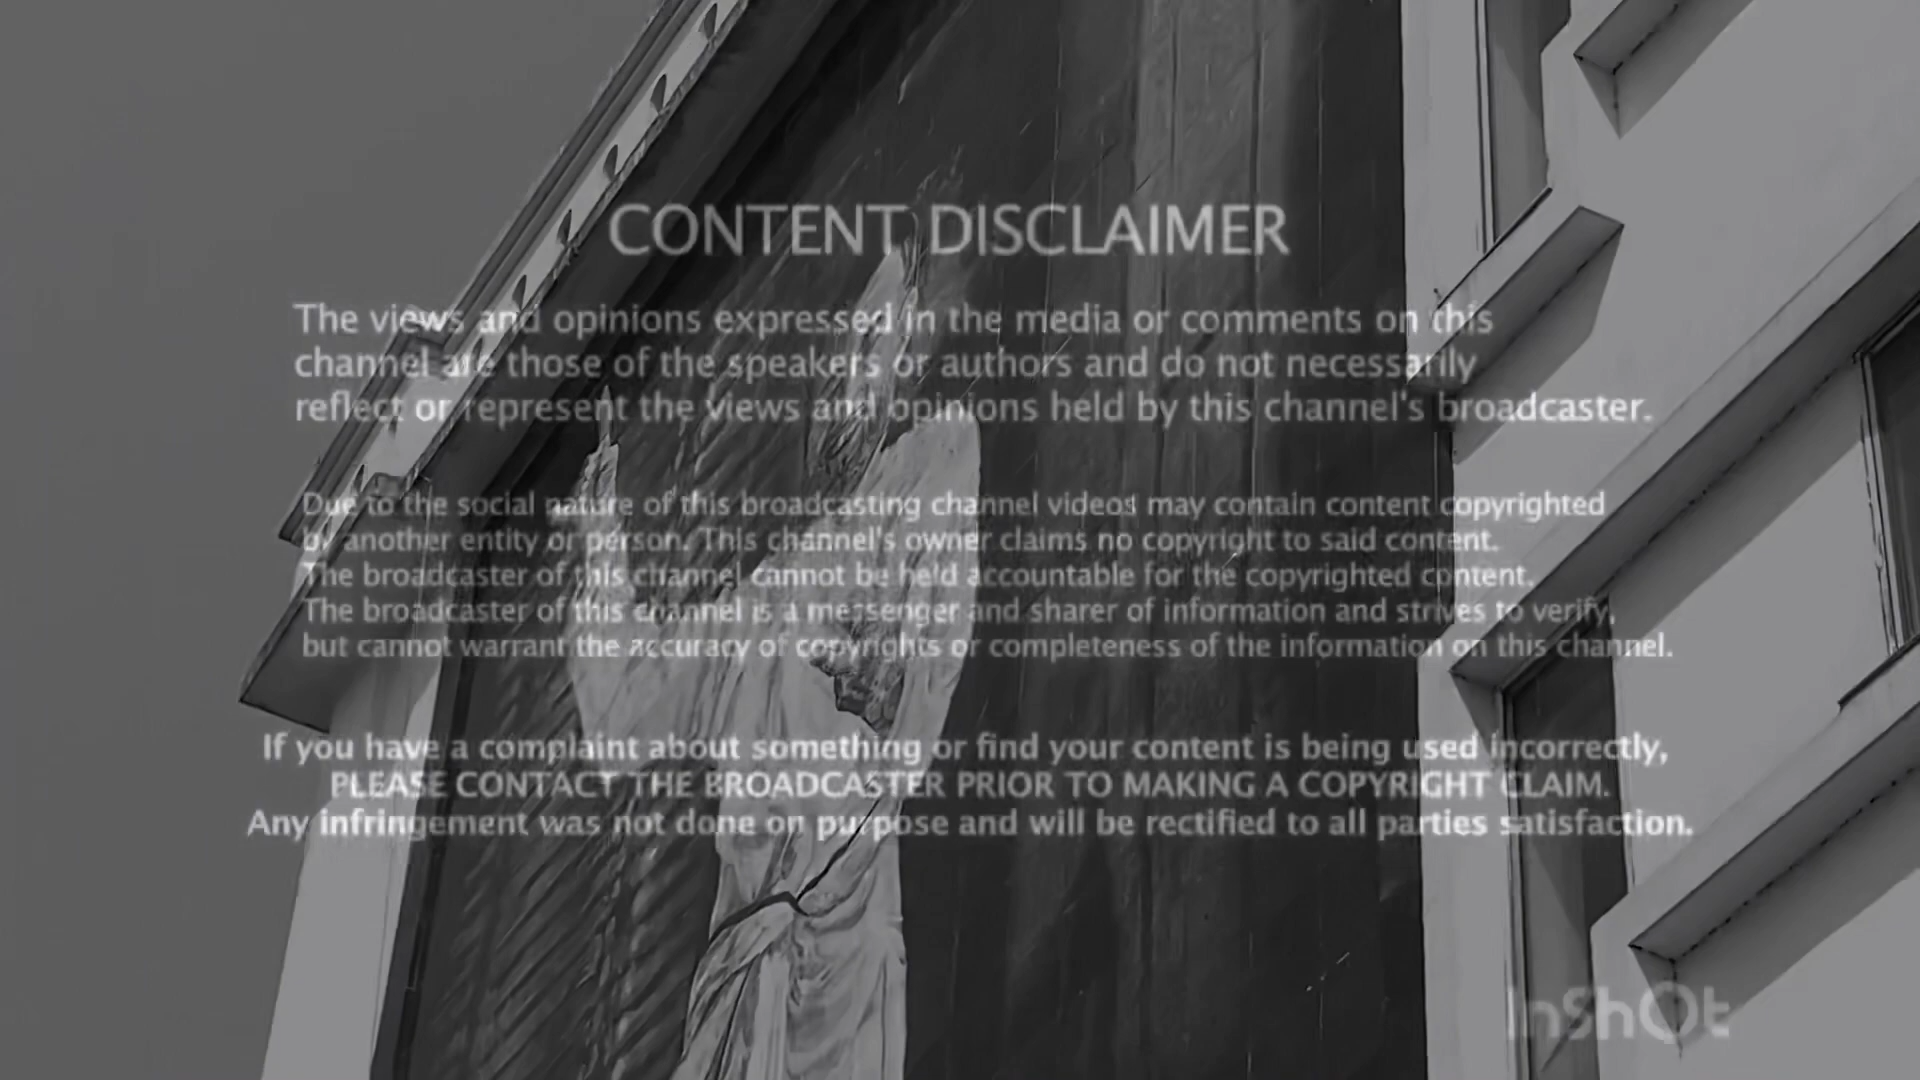 CONTENT DISCLAIMER
The views and opinions expressed in the media or comments on this
channel are those of the speakers or authors and do not necessarily
reflect or represent the views and opinions held by this channel's broadcaster.
Due to the social nature of this broadcasting channel videos may contain content copyrighted
by another entity or person. This channel's owner claims no copyright to said content.
The broadcaster of this channel cannot be held accountable for the copyrighted content.
The broadcaster of this channel is a messenger and sharer of information and strives to verify,
but cannot warrant the accuracy of copyrights or completeness of the information on this channel.
If you have a complaint about something or find your content is being used incorrectly,
PLEASE CONTACT THE BROADCASTER PRIOR TO MAKING A COPYRIGHT CLAIM.
Any infringement was not done on purpose and will be rectified to all parties satisfaction.
InShOt